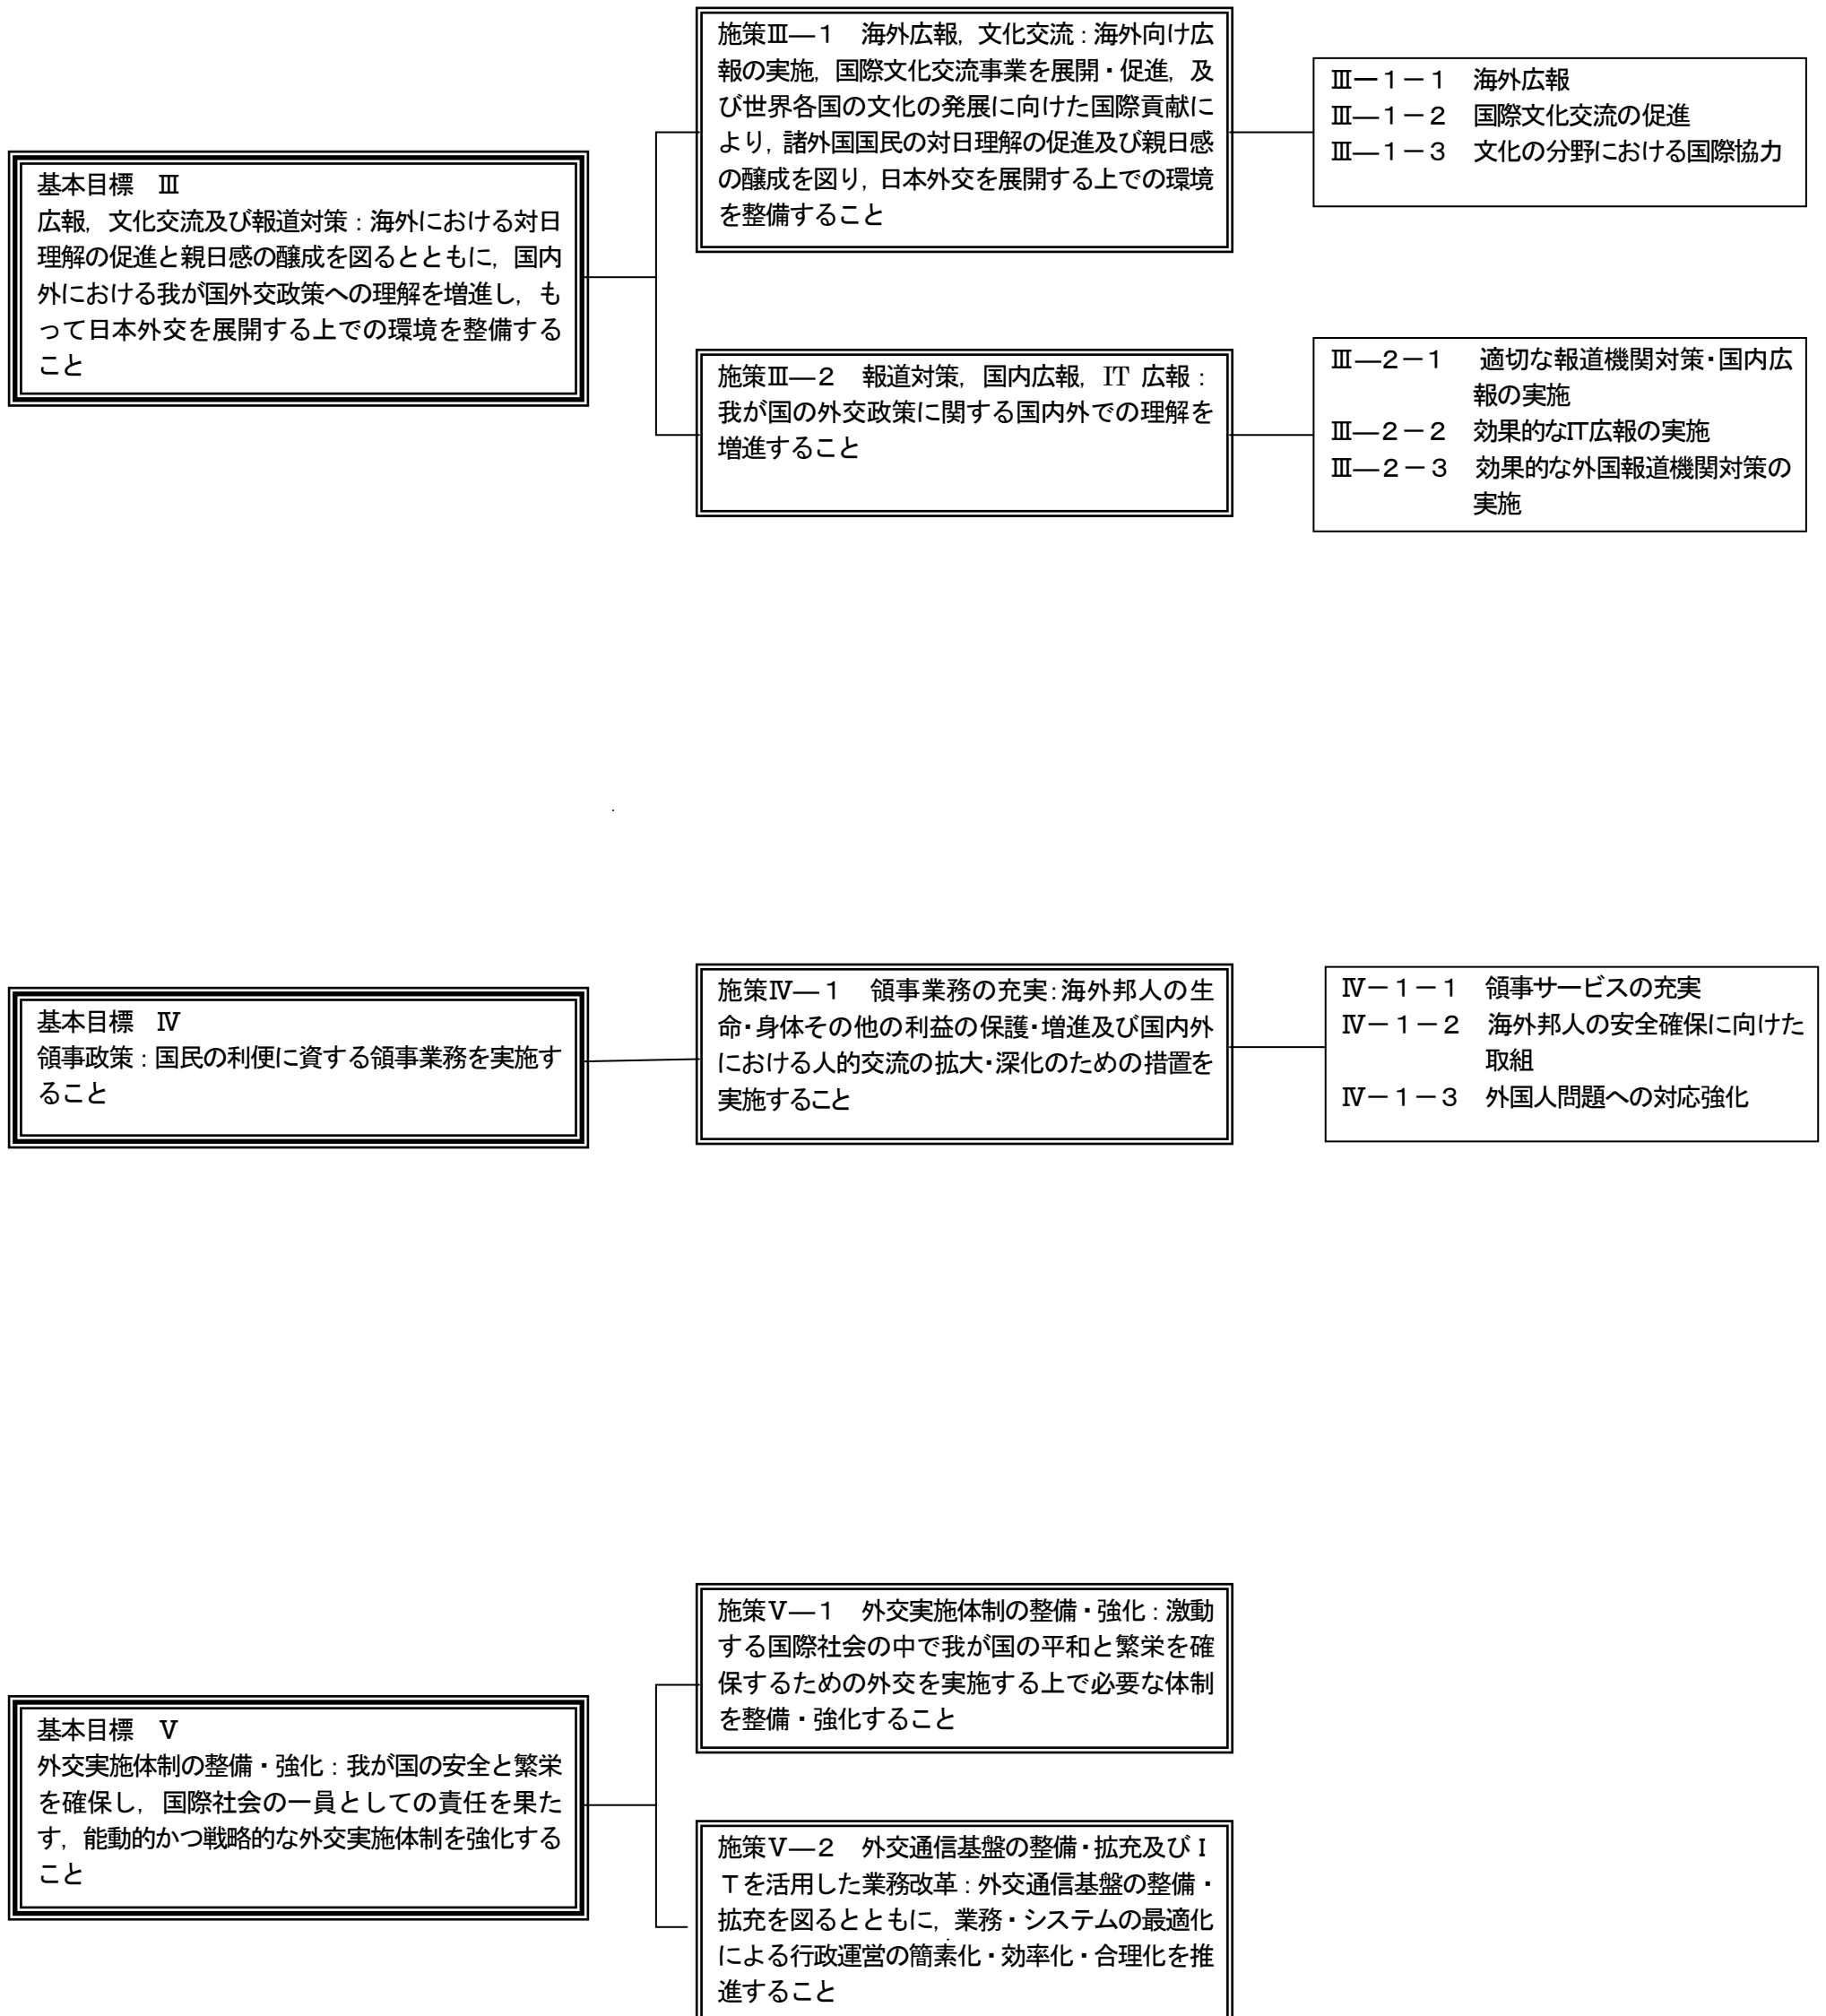 基本目標　Ⅲ
広報，文化交流及び報道対策：海外における対日
理解の促進と親日感の醸成を図るとともに，国内
外における我が国外交政策への理解を増進し，も
って日本外交を展開する上での環境を整備する
こと
施策Ⅲ―１　海外広報，文化交流：海外向け広
報の実施，国際文化交流事業を展開・促進，及
び世界各国の文化の発展に向けた国際貢献に
より，諸外国国民の対日理解の促進及び親日感
の醸成を図り，日本外交を展開する上での環境
を整備すること
Ⅲー１－１　海外広報
Ⅲ―１－２　国際文化交流の促進
Ⅲ―１－３　文化の分野における国際協力
施策Ⅲ―２　報道対策，国内広報，IT 広報：
我が国の外交政策に関する国内外での理解を
増進すること
Ⅲ―２－１　適切な報道機関対策・国内広
報の実施
Ⅲ―２－２　効果的なIT広報の実施
Ⅲ―２－３　効果的な外国報道機関対策の
実施
基本目標　Ⅳ
領事政策：国民の利便に資する領事業務を実施す
ること
施策Ⅳ―１　領事業務の充実：海外邦人の生
命・身体その他の利益の保護・増進及び国内外
における人的交流の拡大・深化のための措置を
実施すること
Ⅳ－１－１　領事サービスの充実
Ⅳ－１－２　海外邦人の安全確保に向けた
取組
Ⅳ－１－３　外国人問題への対応強化
基本目標　Ⅴ
外交実施体制の整備・強化：我が国の安全と繁栄
を確保し，国際社会の一員としての責任を果た
す，能動的かつ戦略的な外交実施体制を強化する
こと
施策Ⅴ―１　外交実施体制の整備・強化：激動
する国際社会の中で我が国の平和と繁栄を確
保するための外交を実施する上で必要な体制
を整備・強化すること
施策Ⅴ―２　外交通信基盤の整備・拡充及びＩ
Ｔを活用した業務改革：外交通信基盤の整備・
拡充を図るとともに，業務・システムの最適化
による行政運営の簡素化・効率化・合理化を推
進すること